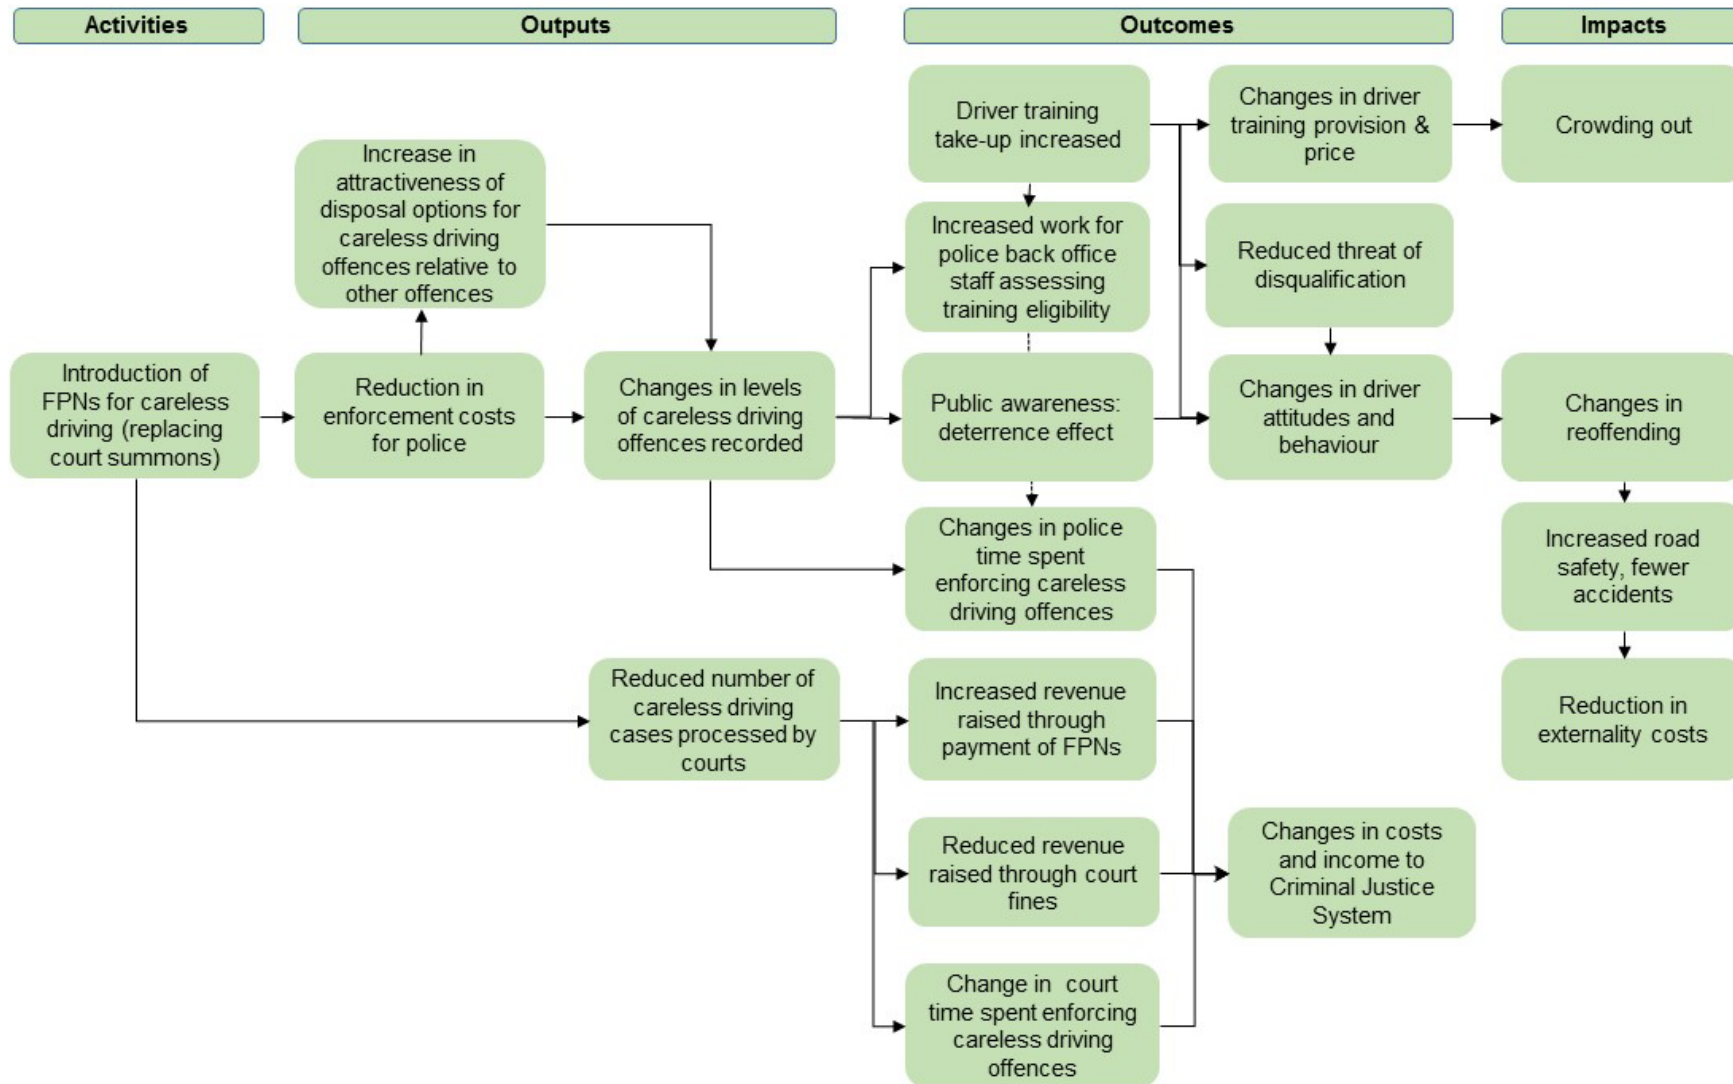 Activities
Outputs
Outcomes
Impacts
Driver training
take-up increased
Changes in driver
training provision &
price
Crowding out
Increase in
attractiveness of
disposal options for
careless driving
offences relative to
other offences
Increased work for
police back office
staff assessing
training eligibility
Reduced threat of
disqualification
Introduction of
FPNs for careless
driving (replacing
court summons)
Reduction in
enforcement costs
for police
Changes in levels
of careless driving
offences recorded
Public awareness:
deterrence effect
Changes in driver
attitudes and
behaviour
Changes in
reoffending
Changes in police
time spent
enforcing careless
driving offences
Increased road
safety, fewer
accidents
Reduced number of
careless driving
cases processed by
courts
Increased revenue
raised through
payment of FPNs
Reduction in
externality costs
Reduced revenue
raised through court
fines
Changes in costs
and income to
Criminal Justice
System
Change in court
time spent enforcing
careless driving
offences